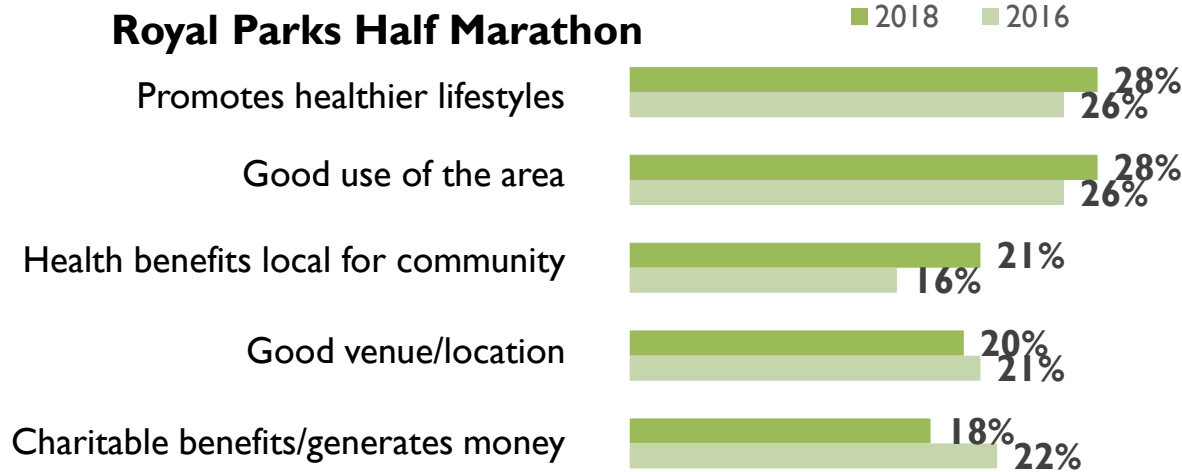 Royal Parks Half Marathon
2018 2016
Promotes healthier lifestyles
28%
26%
Good use of the area
28%
26%
Health benefits local for community
21%
16%
Good venue/location
20%
21%
Charitable benefits/generates money
18%
22%